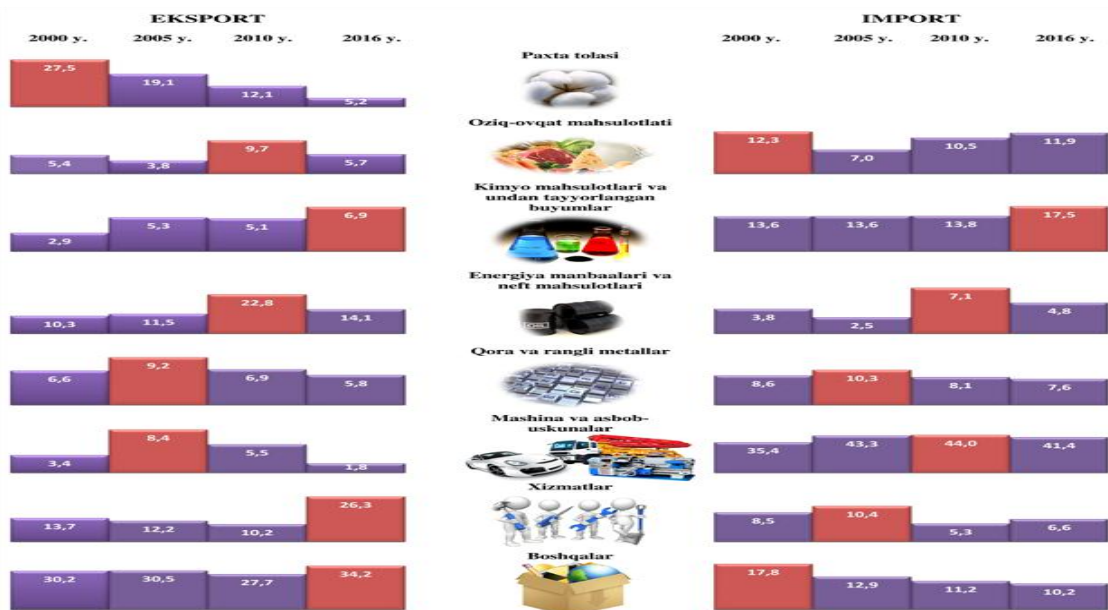 EKSPORT IMPORT
2000 y. 2005 y. 2010 y. 2016 y. 2000 y. 2005 y. 2010 y. 2016 y.
Paxta tolasi
27,5 19,1 12,1 5,2
Oziq-ovqat mahsulotlati
5,4 3,8 9,7 5,7 12,3 7,0 10,5 11,9
Kimyo mahsulotlari va
undan tayyorlangan
buyumlar
2,9 5,3 5,1 6,9 13,6 13,6 13,8 17,5
Energiya manbaalari va
neft mahsulotlari
10,3 11,5 22,8 14,1 3,8 2,5 7,1 4,8
OIL
Qora va rangli metallar
6,6 9,2 6,9 5,8 8,6 10,3 8,1 7,6
Mashina va asbob-
uskunalar
3,4 8,4 5,5 1,8 35,4 43,3 44,0 41,4
Xizmatlar
13,7 12,2 10,2 26,3 8,5 10,4 5,3 6,6
Boshqalar
30,2 30,5 27,7 34,2 17,8 12,9 11,2 10,2